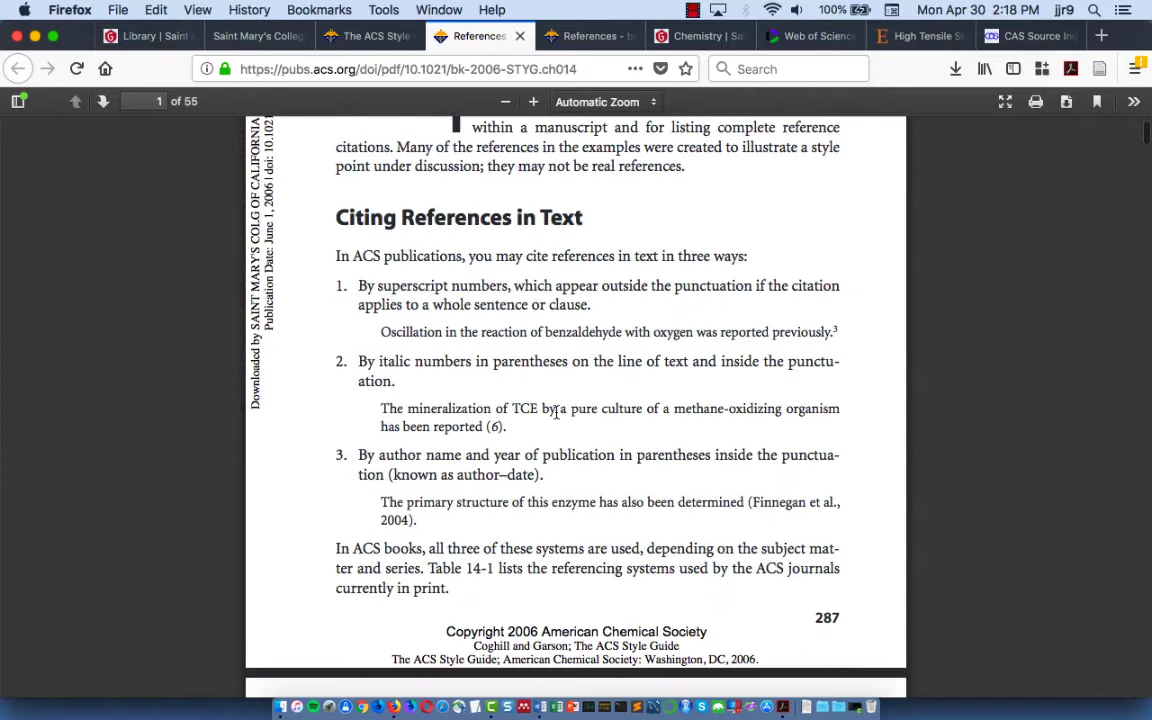 Firefox File Edit View History Bookmarks Tools Window Help 100% Mon Apr 30 2:18 PM jjr9
Library | Saint Saint Mary's Colleg The ACS Style References References - b Chemistry | Sai Web of Science High Tensile St CAS Source Ind
https://pubs.acs.org/doi/pdf/10.1021/bk-2006-STYG.ch014 Search
1 of 55 Automatic Zoom
Downloaded by SAINT MARY'S COLG OF CALIFORNIA
Publication Date: June 1, 2006 | doi: 10.1021
within a manuscript and for listing complete reference
citations. Many of the references in the examples were created to illustrate a style
point under discussion; they may not be real references.
Citing References in Text
In ACS publications, you may cite references in text in three ways:
1. By superscript numbers, which appear outside the punctuation if the citation
applies to a whole sentence or clause.
Oscillation in the reaction of benzaldehyde with oxygen was reported previously.³
2. By italic numbers in parentheses on the line of text and inside the punctu-
ation.
The mineralization of TCE by a pure culture of a methane-oxidizing organism
has been reported (6).
3. By author name and year of publication in parentheses inside the punctua-
tion (known as author–date).
The primary structure of this enzyme has also been determined (Finnegan et al.,
2004).
In ACS books, all three of these systems are used, depending on the subject mat-
ter and series. Table 14-1 lists the referencing systems used by the ACS journals
currently in print.
287
Copyright 2006 American Chemical Society
Coghill and Garson; The ACS Style Guide
The ACS Style Guide; American Chemical Society: Washington, DC, 2006.